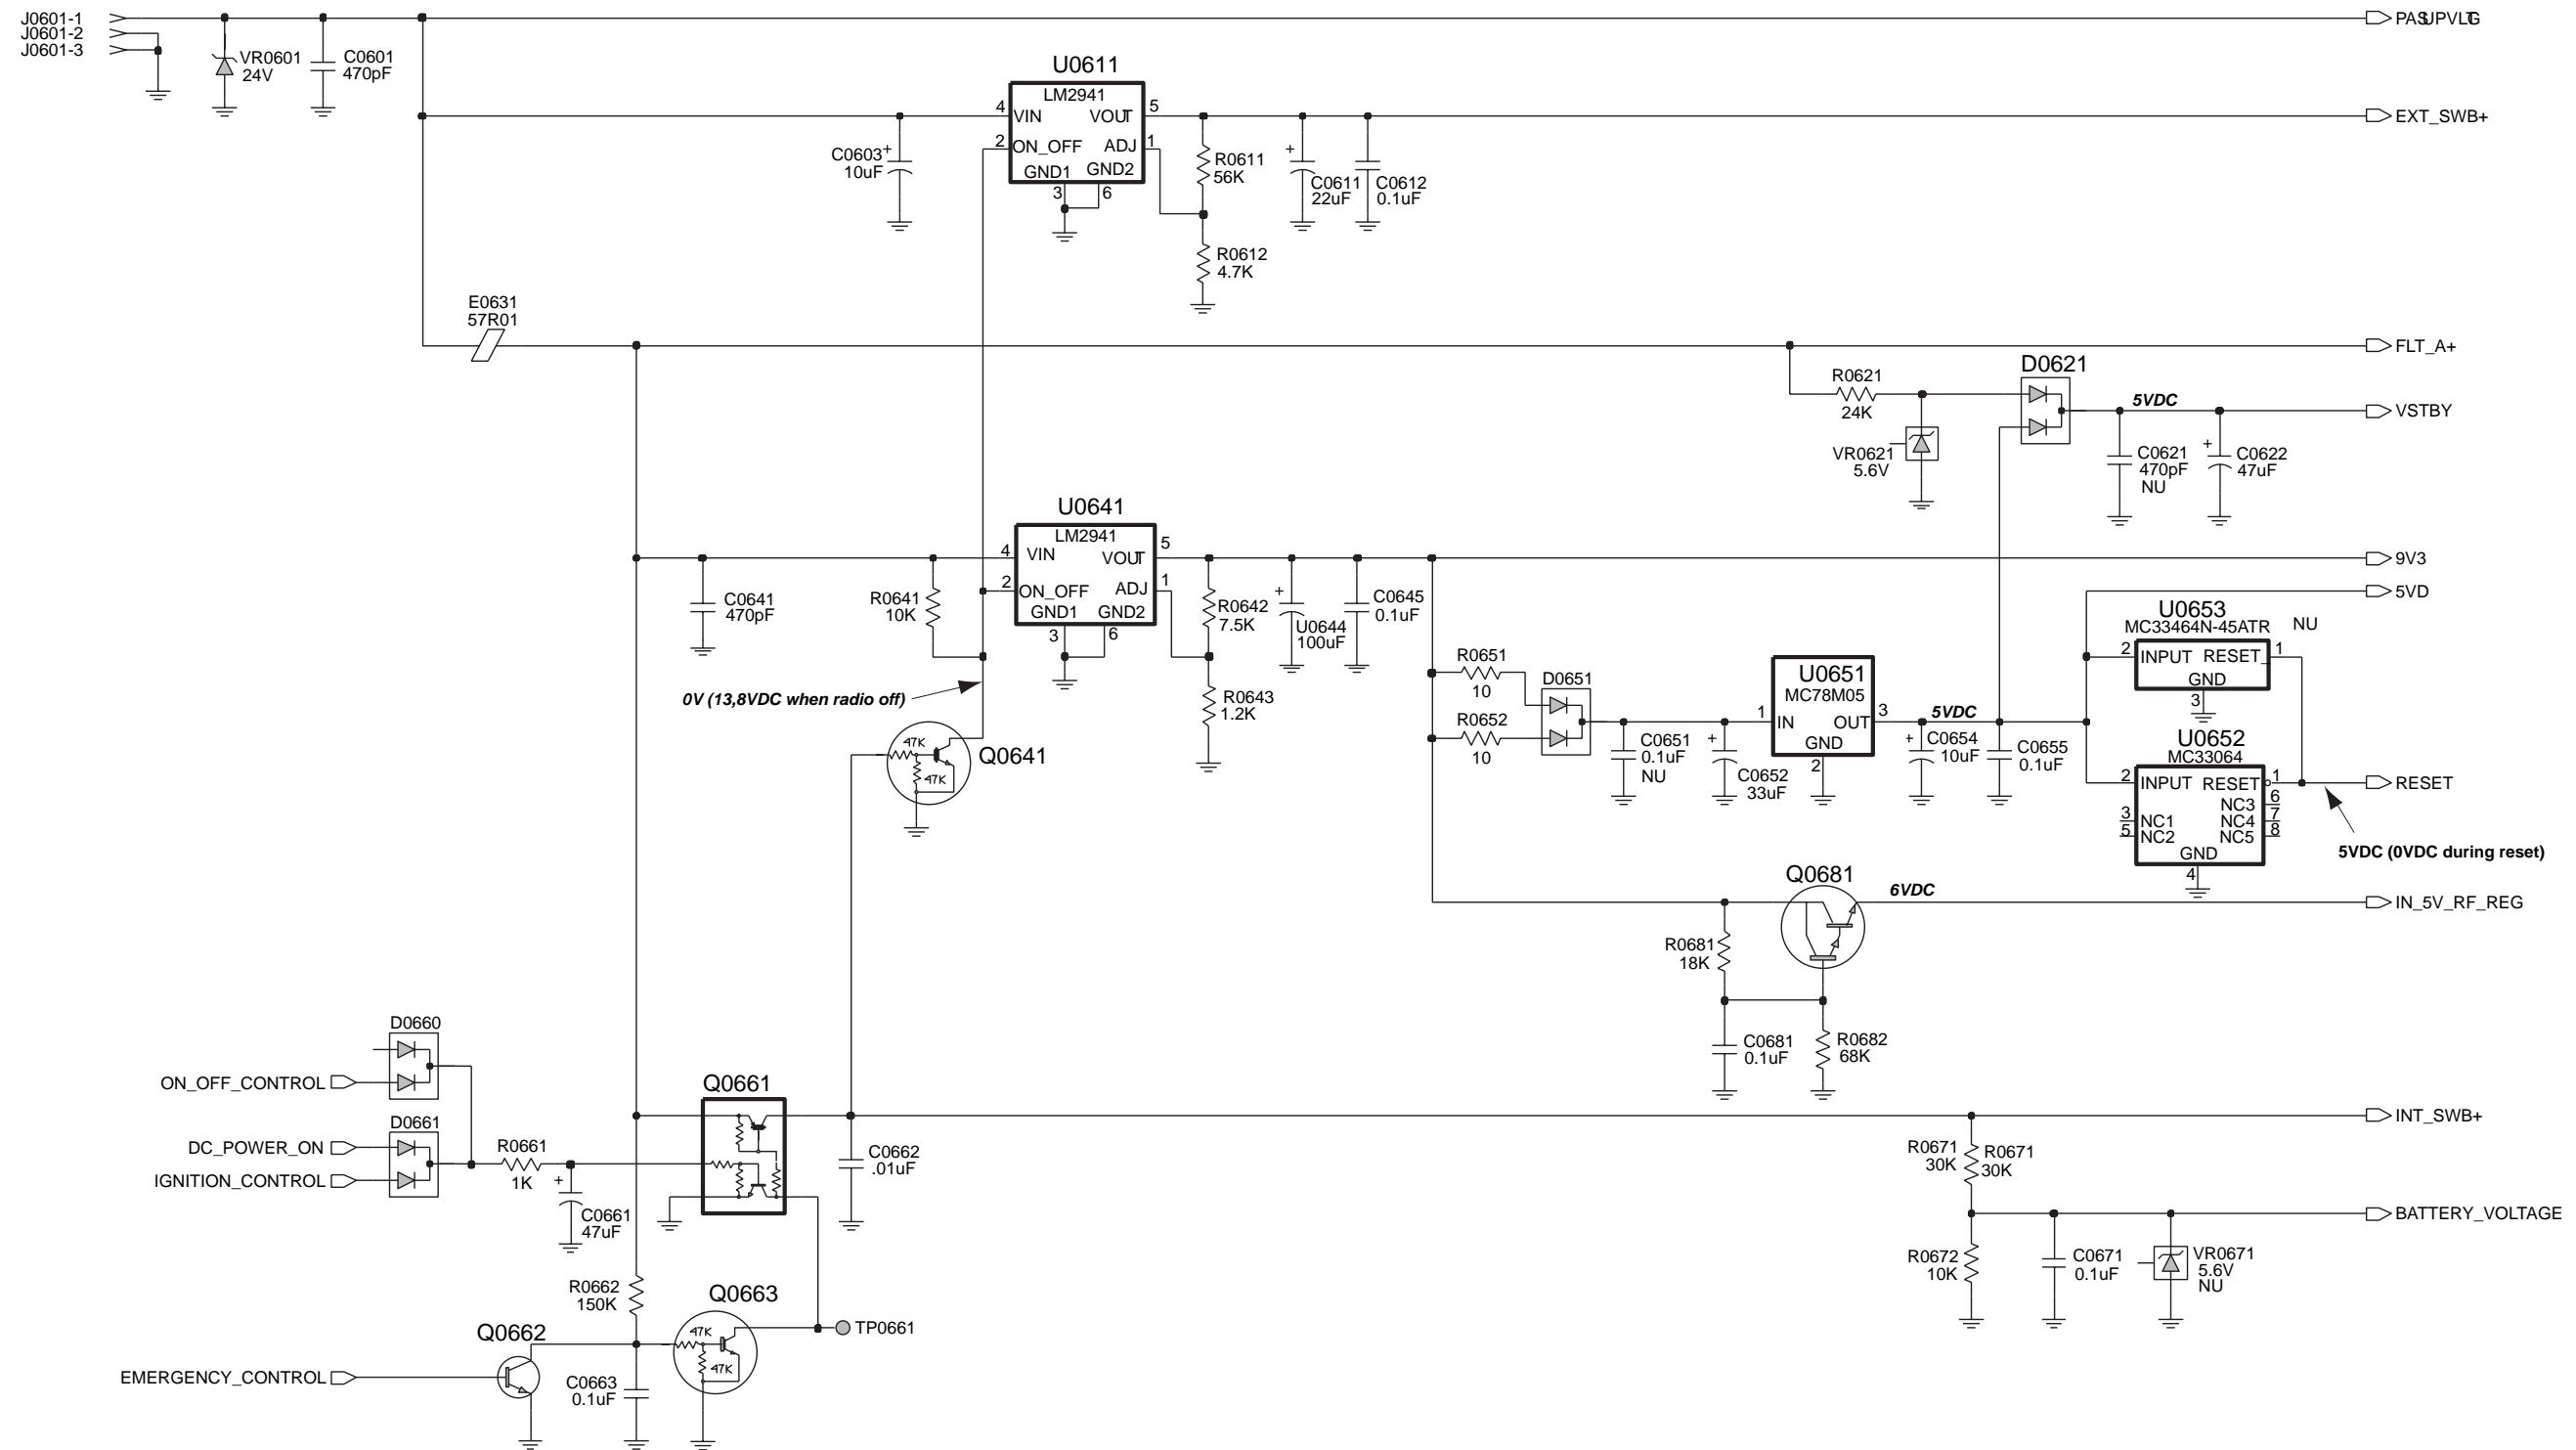 J0601-1
J0601-2
J0601-3
VR0601
24V
C0601
470pF
PASUPVLTG
U0611
LM2941
4
VIN
VOUT
5
2
ON_OFF
ADJ
1
GND1
GND2
3
6
EXT_SWB+
C0603
+
10uF
R0611
56K
+
C0611
22uF
C0612
0.1uF
R0612
4.7K
E0631
57R01
FLT_A+
R0621
24K
D0621
5VDC
VSTBY
VR0621
5.6V
C0621
470pF
NU
+
C0622
47uF
U0641
LM2941
4
VIN
VOUT
5
2
ON_OFF
ADJ
1
GND1
GND2
3
6
9V3
5VD
C0641
470pF
R0641
10K
R0642
7.5K
+
U0644
100uF
C0645
0.1uF
U0653
MC33464N-45ATR
NU
2
INPUT
RESET_
1
GND
3
R0643
1.2K
R0651
10
R0652
10
D0651
U0651
MC78M05
1
IN
OUT
3
GND
2
5VDC
0V (13,8VDC when radio off)
C0651
0.1uF
NU
+
C0652
33uF
+
C0654
10uF
C0655
0.1uF
U0652
MC33064
2
INPUT
RESET
1
NC3
6
3
NC1
NC4
7
5
NC2
NC5
8
GND
4
RESET
5VDC (0VDC during reset)
47K
47K
Q0641
Q0681
6VDC
IN_5V_RF_REG
R0681
18K
C0681
0.1uF
R0682
68K
D0660
ON_OFF_CONTROL
D0661
DC_POWER_ON
IGNITION_CONTROL
R0661
1K
+
C0661
47uF
Q0661
C0662
.01uF
INT_SWB+
R0671
30K
R0671
30K
BATTERY_VOLTAGE
R0672
10K
C0671
0.1uF
VR0671
5.6V
NU
R0662
150K
Q0663
47K
47K
TP0661
Q0662
EMERGENCY_CONTROL
C0663
0.1uF